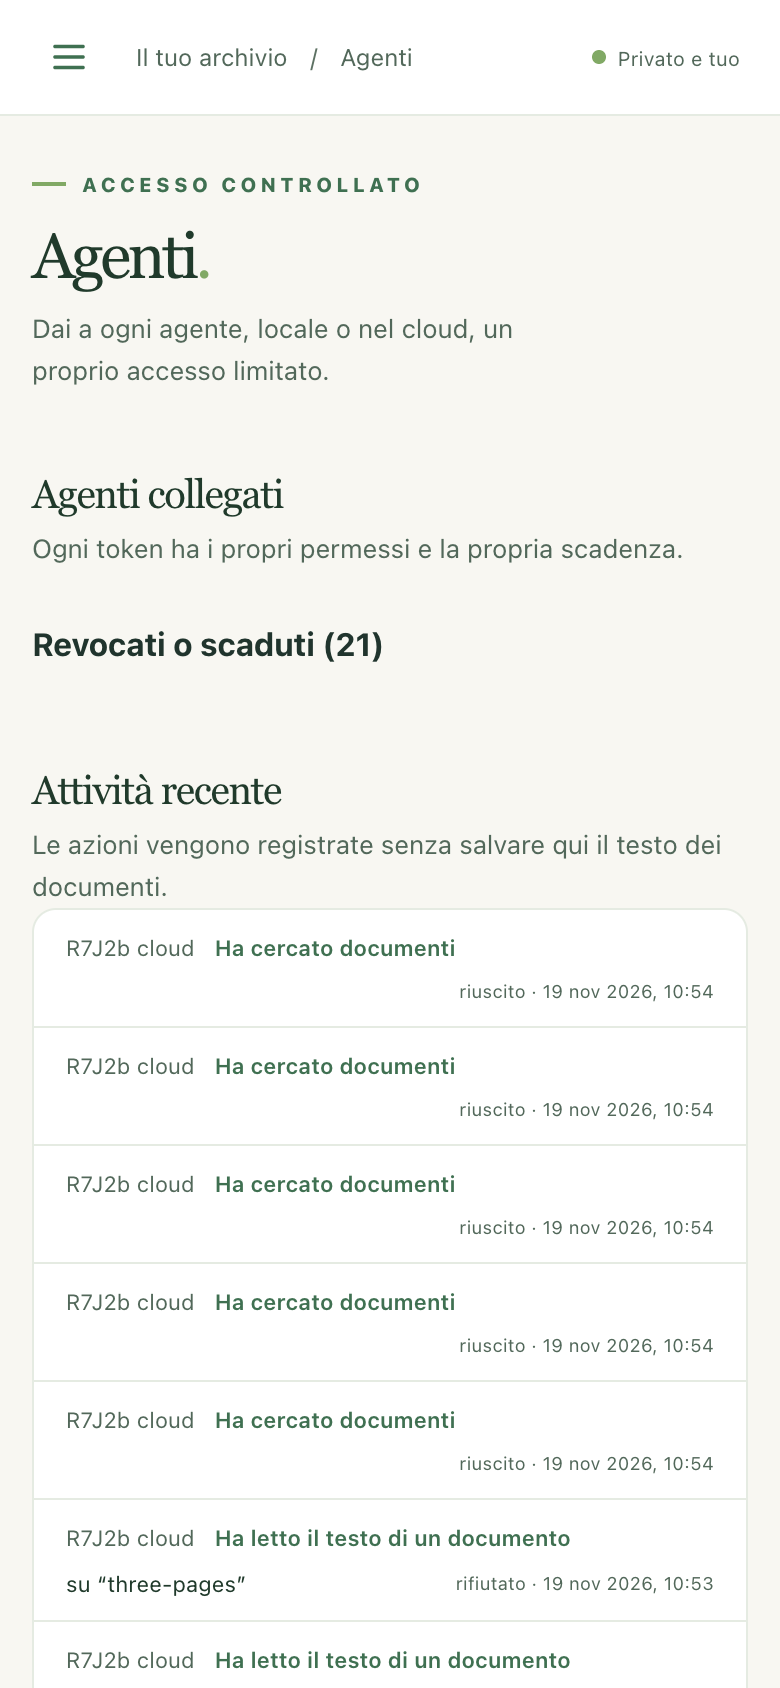 Il tuo archivio / Agenti
Privato e tuo
ACCESSO CONTROLLATO
Agenti.
Dai a ogni agente, locale o nel cloud, un
proprio accesso limitato.
Agenti collegati
Ogni token ha i propri permessi e la propria scadenza.
Revocati o scaduti (21)
Attività recente
Le azioni vengono registrate senza salvare qui il testo dei
documenti.
R7J2b cloud Ha cercato documenti
riuscito · 19 nov 2026, 10:54
R7J2b cloud Ha cercato documenti
riuscito · 19 nov 2026, 10:54
R7J2b cloud Ha cercato documenti
riuscito · 19 nov 2026, 10:54
R7J2b cloud Ha cercato documenti
riuscito · 19 nov 2026, 10:54
R7J2b cloud Ha cercato documenti
riuscito · 19 nov 2026, 10:54
R7J2b cloud Ha letto il testo di un documento
su “three-pages” rifiutato · 19 nov 2026, 10:53
R7J2b cloud Ha letto il testo di un documento